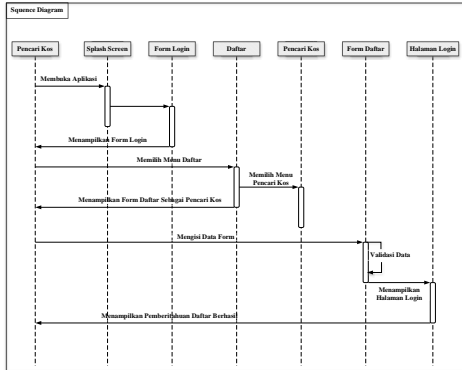 Squence Diagram
Pencari Kos
Splash Screen
Form Login
Daftar
Pencari Kos
Form Daftar
Halaman Login
Membuka Aplikasi
Menampilkan Form Login
Memilih Menu Daftar
Memilih Menu
Pencari Kos
Menampilkan Form Daftar Sebagai Pencari Kos
Mengisi Data Form
Validasi Data
Menampilkan
Halaman Login
Menampilkan Pemberitahuan Daftar Berhasil